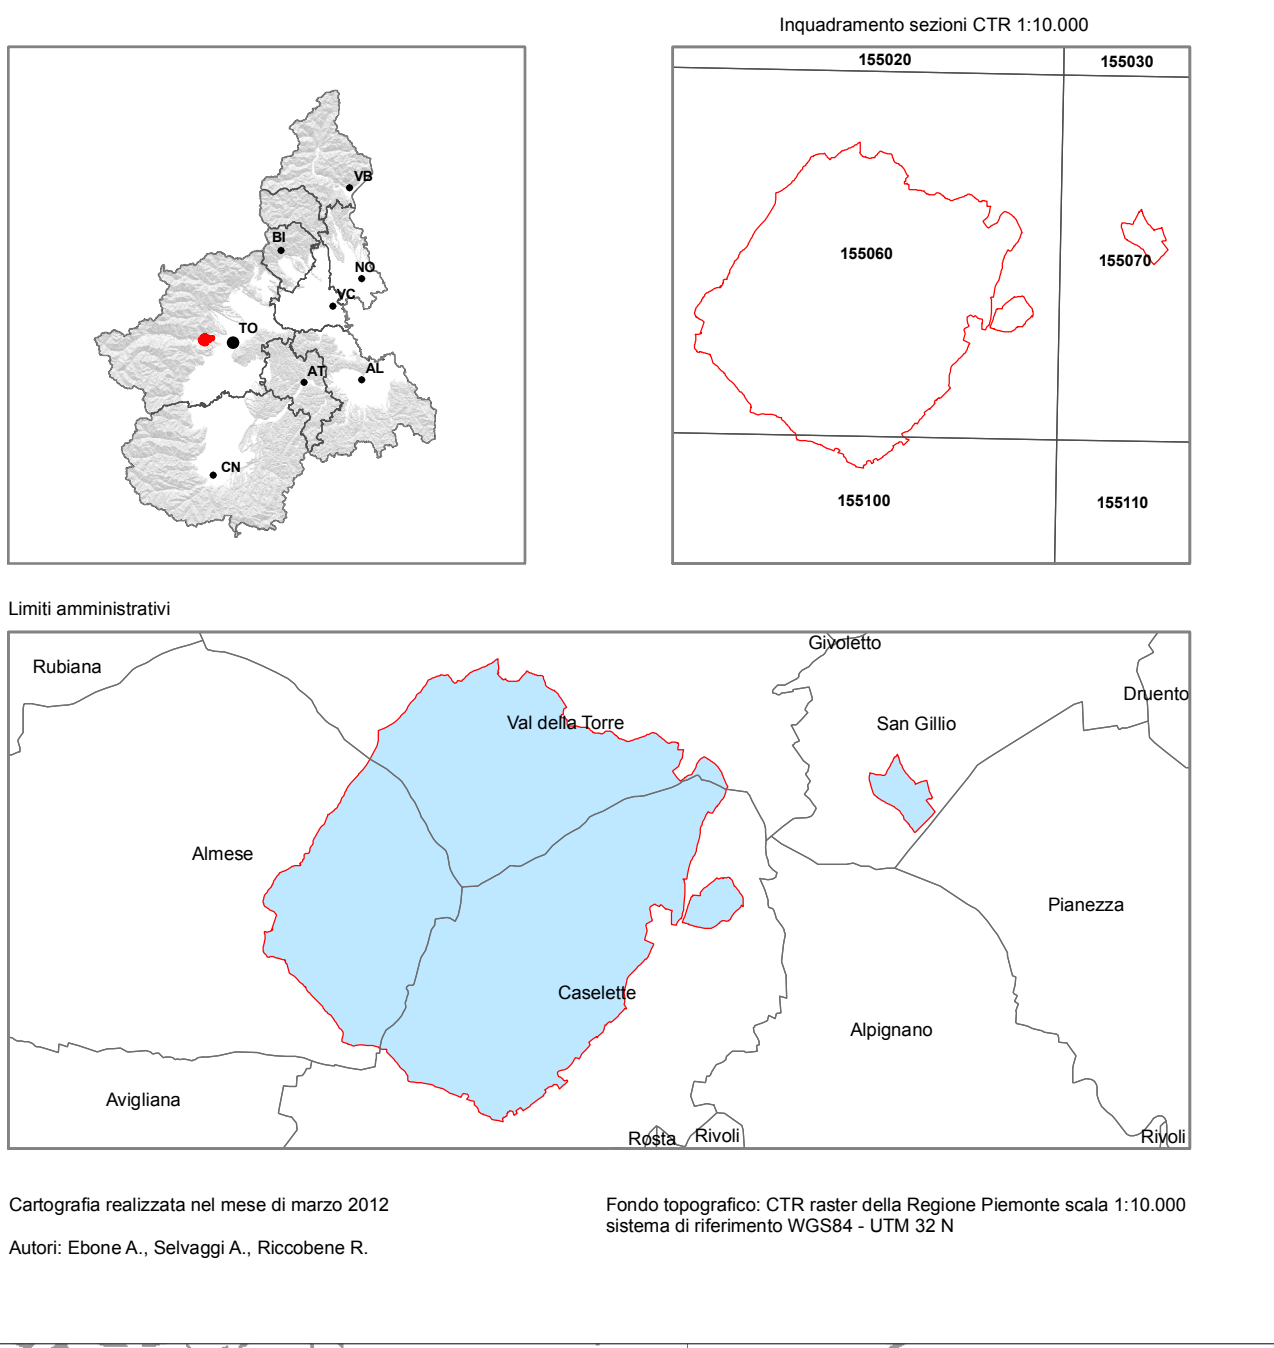 Inquadramento sezioni CTR 1:10.000
155020
155030
155060
155070
155100
155110
VB
BI
NO
VC
TO
AT
AL
CN
Limiti amministrativi
Givoletto
Rubiana
Druento
Val della Torre
San Gillio
Almese
Pianezza
Caselette
Alpignano
Avigliana
Rosta
Rivoli
Rivoli
Cartografia realizzata nel mese di marzo 2012
Autori: Ebone A., Selvaggi A., Riccobene R.
Fondo topografico: CTR raster della Regione Piemonte scala 1:10.000
sistema di riferimento WGS84 - UTM 32 N